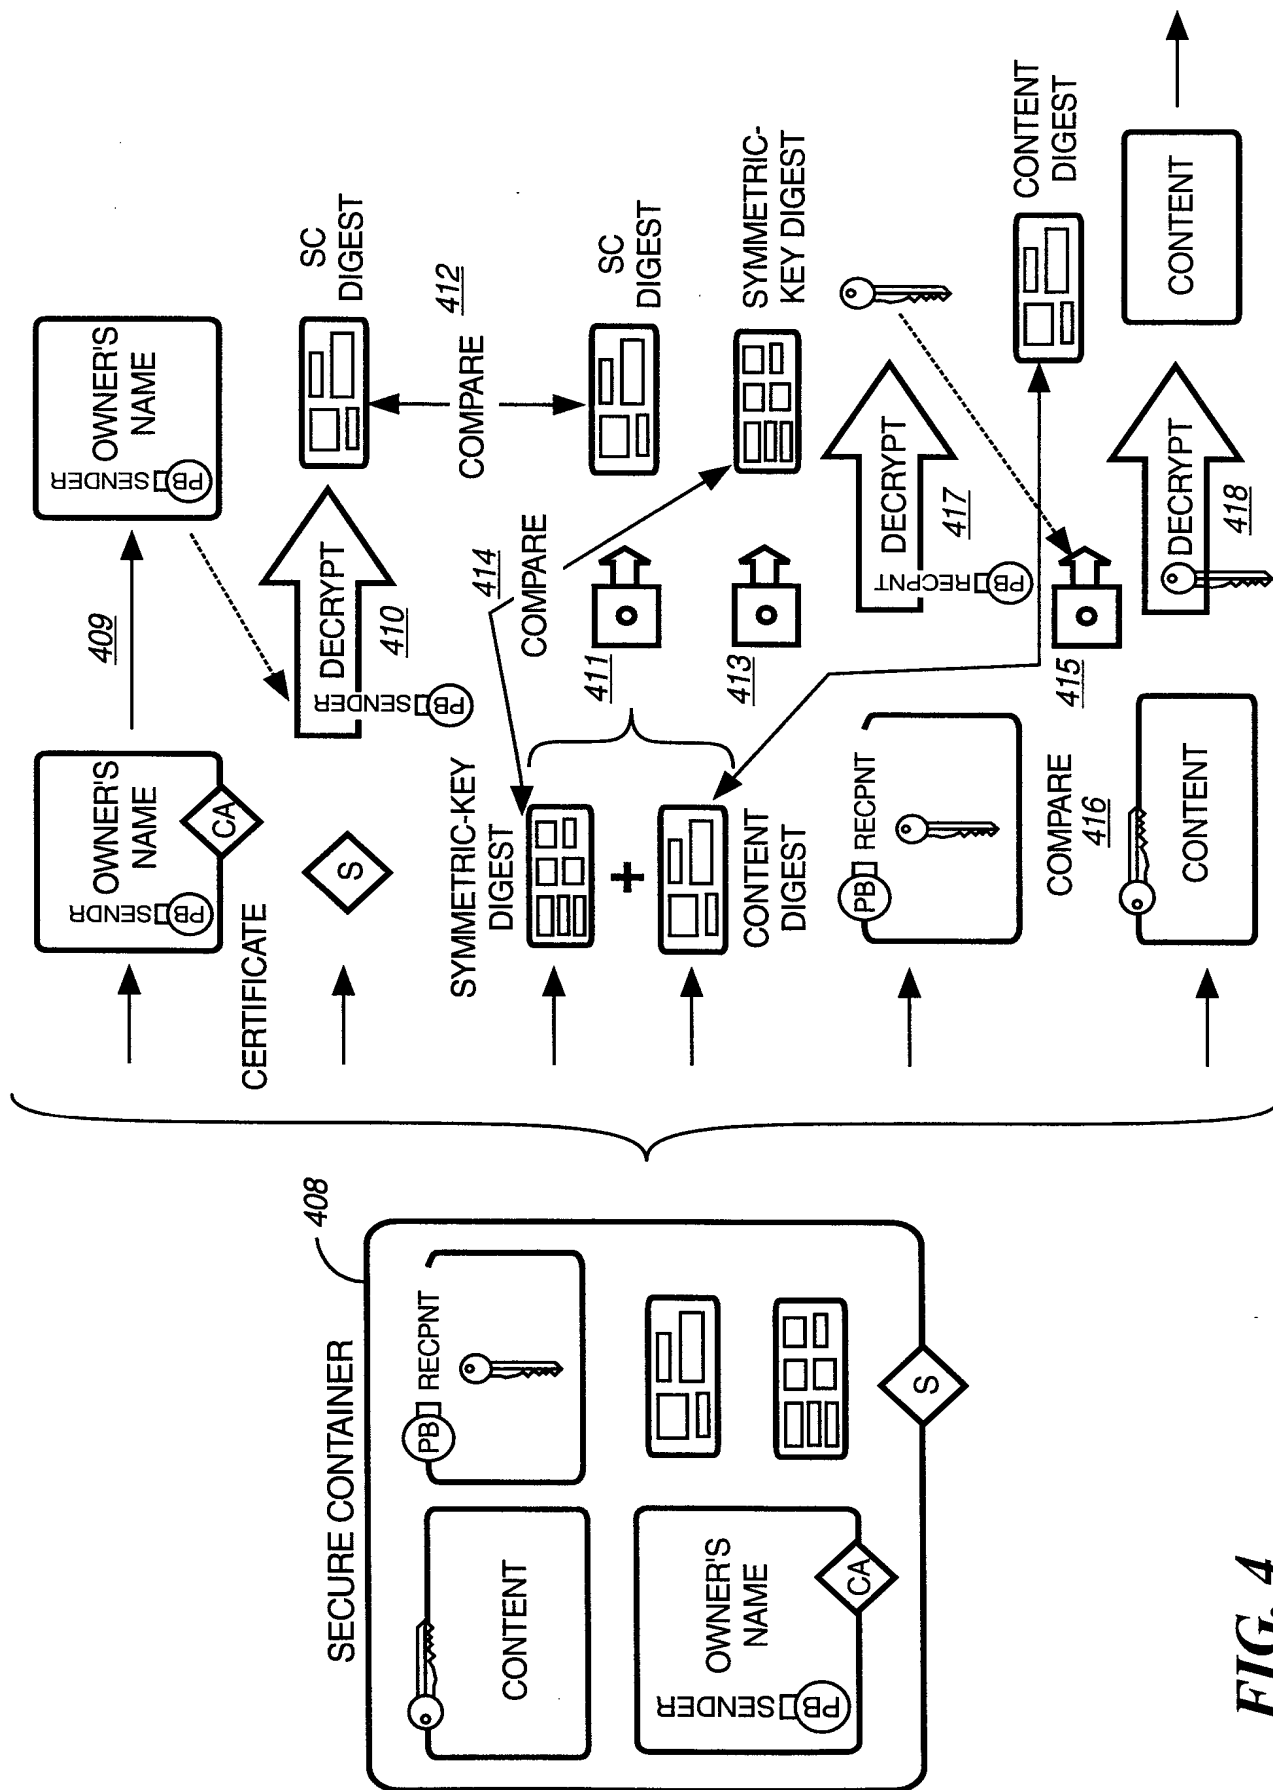 SECURE CONTAINER
408
CONTENT
PB RECPNT
PB SENDER
OWNER'S
NAME
CA
S
CERTIFICATE
PB SENDR
OWNER'S
NAME
CA
409
PB SENDER
OWNER'S
NAME
S
PB SENDER
DECRYPT
410
SC
DIGEST
COMPARE
412
SYMMETRIC-KEY
DIGEST
+
CONTENT
DIGEST
411
SC
DIGEST
414
COMPARE
413
SYMMETRIC-
KEY DIGEST
PB RECPNT
PB RECPNT
DECRYPT
417
COMPARE
416
415
CONTENT
DIGEST
CONTENT
DECRYPT
418
CONTENT
FIG. 4